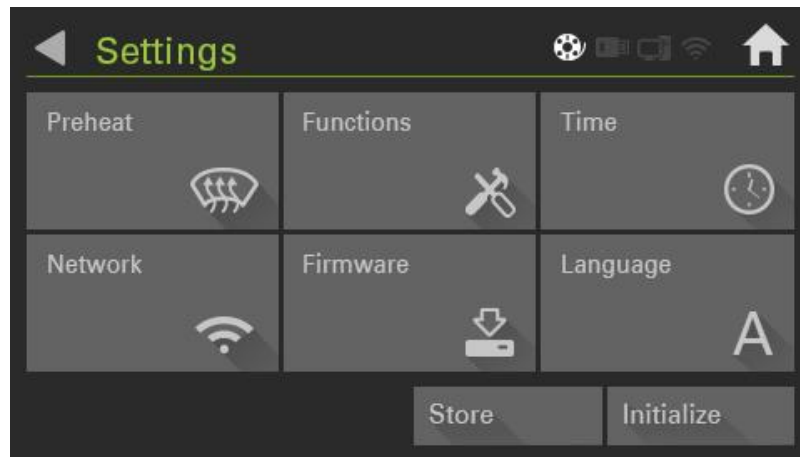 Settings
Preheat
Functions
Time
Network
Firmware
Language
A
Store
Initialize